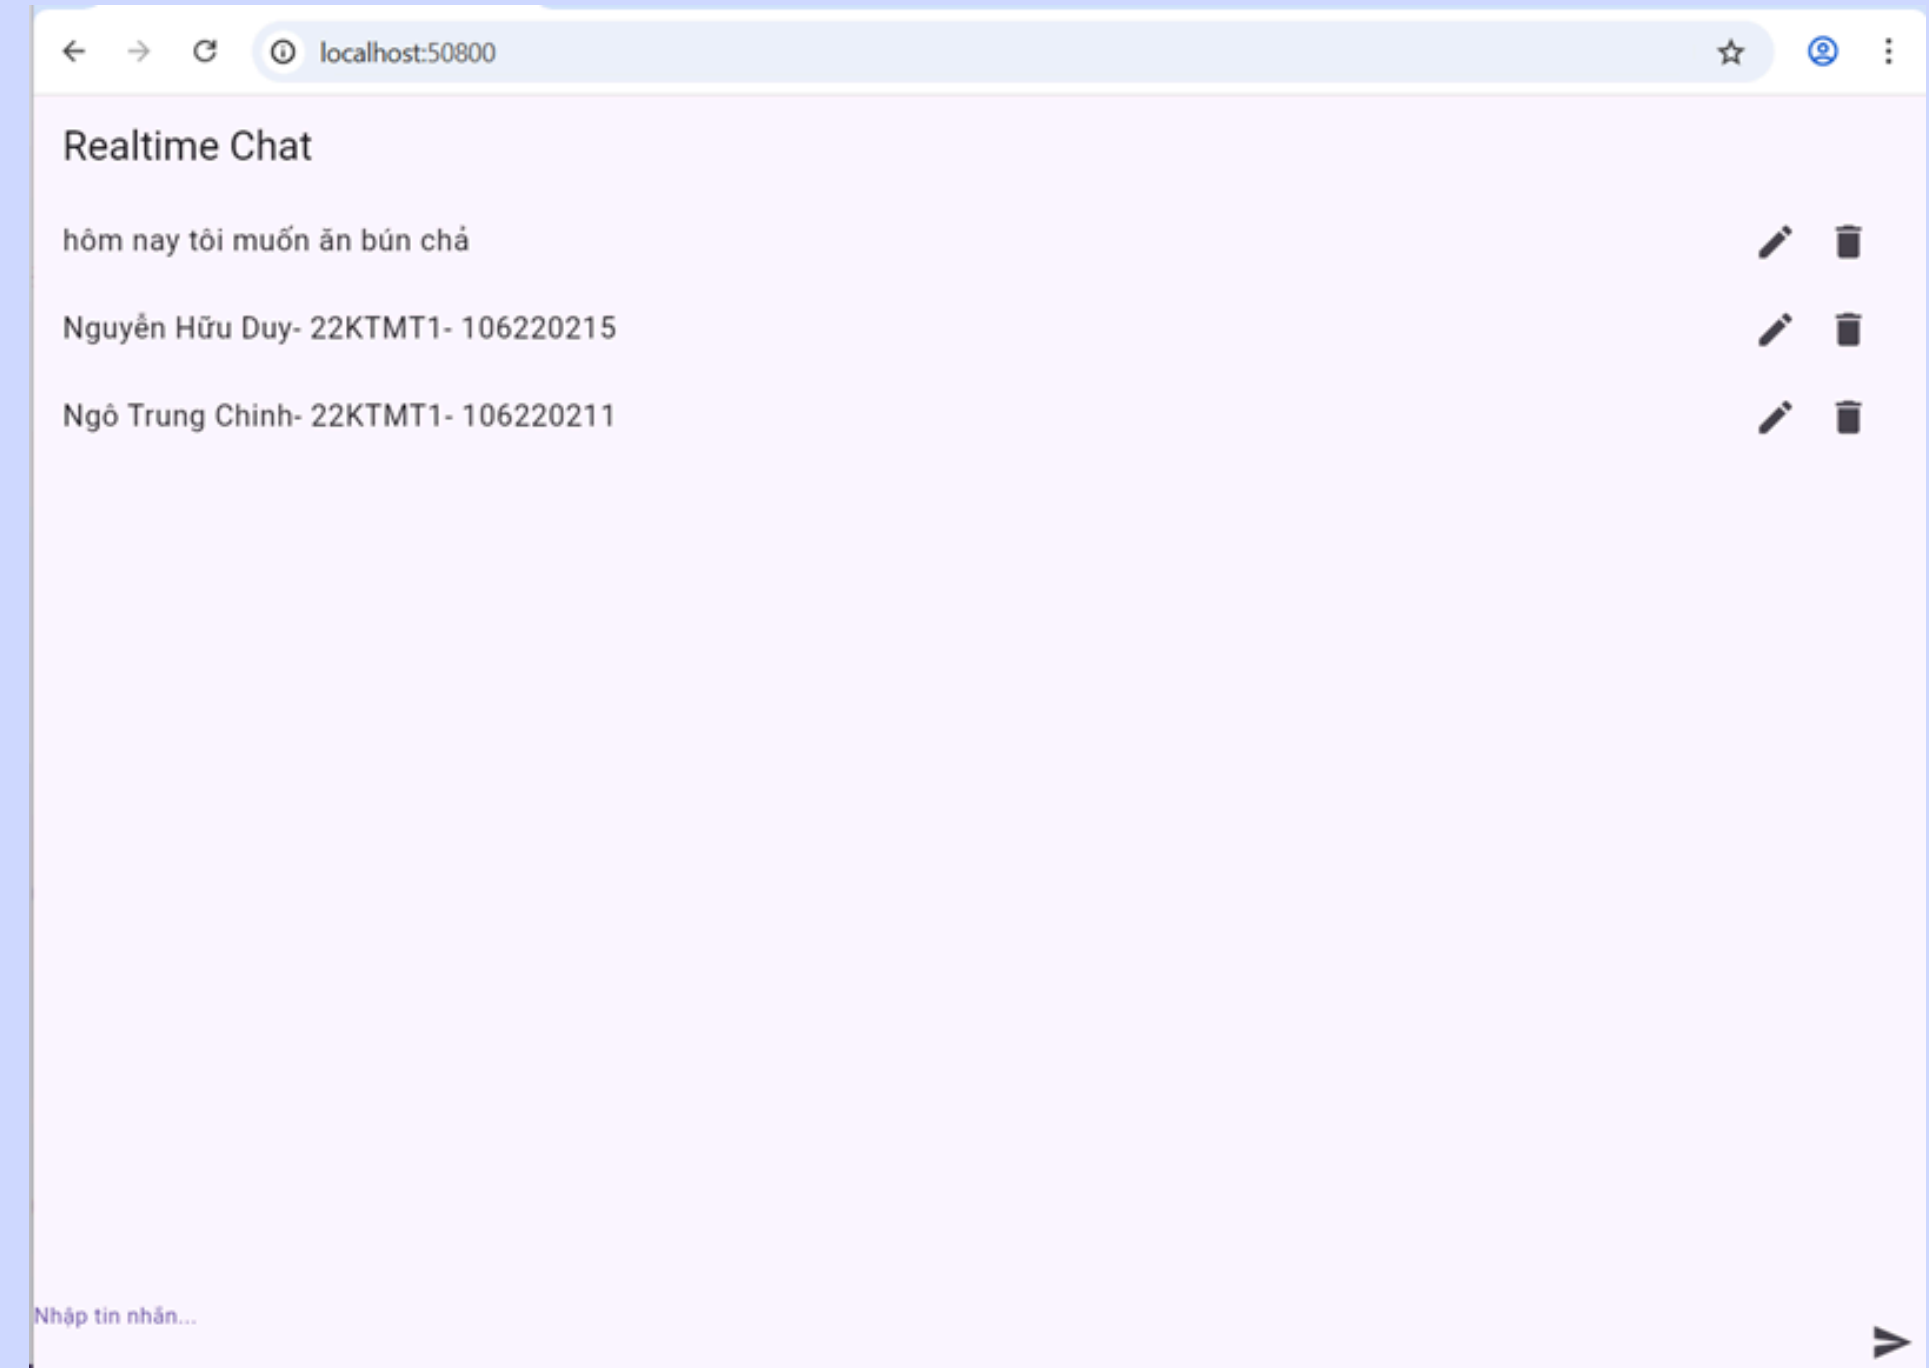 localhost:50800
Realtime Chat
hôm nay tôi muốn ăn bún chả
Nguyễn Hữu Duy- 22KTMT1- 106220215
Ngô Trung Chinh- 22KTMT1- 106220211
Nhập tin nhắn...